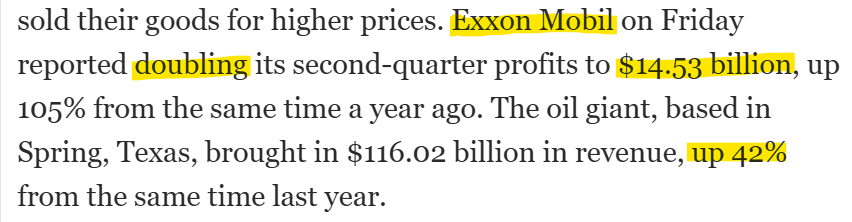 sold their goods for higher prices. Exxon Mobil on Friday
reported doubling its second-quarter profits to $14.53 billion, up
105% from the same time a year ago. The oil giant, based in
Spring, Texas, brought in $116.02 billion in revenue, up 42%
from the same time last year.